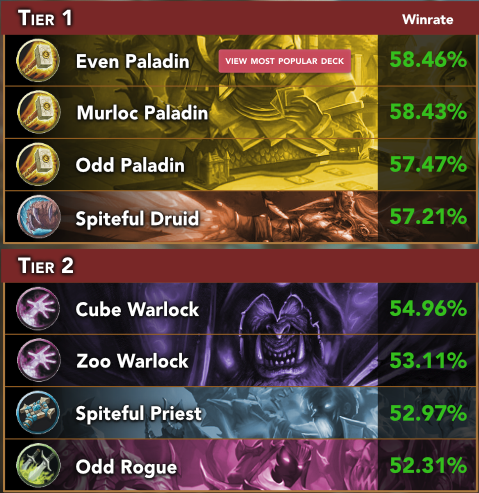 Tier 1 Winrate
Even Paladin VIEW MOST POPULAR DECK 58.46%
Murloc Paladin 58.43%
Odd Paladin 57.47%
Spiteful Druid 57.21%
Tier 2
Cube Warlock 54.96%
Zoo Warlock 53.11%
Spiteful Priest 52.97%
Odd Rogue 52.31%